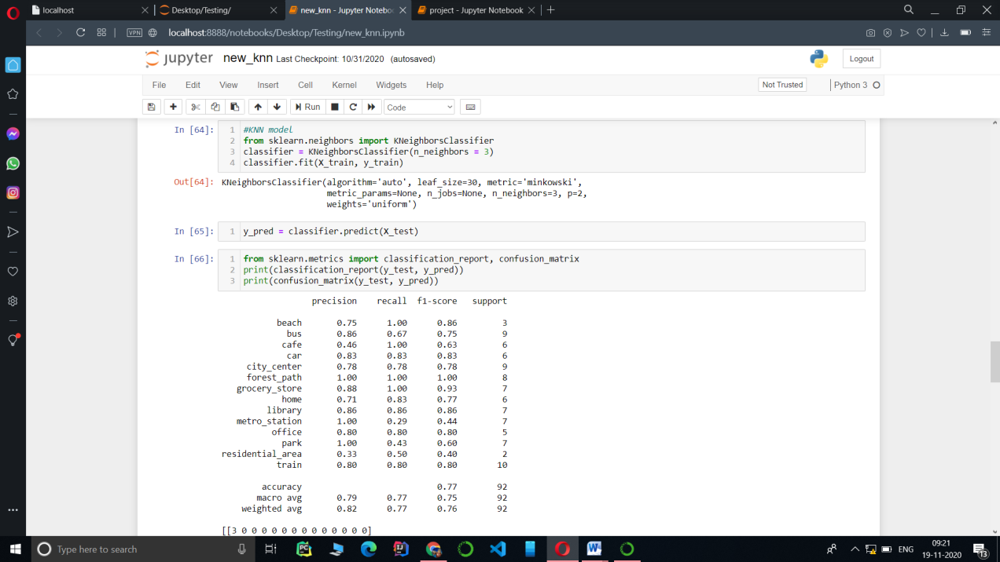 localhost
Desktop/Testing/
new_knn - Jupyter Noteboo
project - Jupyter Notebook
VPN
localhost:8888/notebooks/Desktop/Testing/new_knn.ipynb
jupyter new_knn Last Checkpoint: 10/31/2020 (autosaved)
Logout
File Edit View Insert Cell Kernel Widgets Help
Not Trusted
Python 3
Run
Code
In [64]:
1 #KNN model
2 from sklearn.neighbors import KNeighborsClassifier
3 classifier = KNeighborsClassifier(n_neighbors = 3)
4 classifier.fit(X_train, y_train)
Out[64]: KNeighborsClassifier(algorithm='auto', leaf_size=30, metric='minkowski',
metric_params=None, n_jobs=None, n_neighbors=3, p=2,
weights='uniform')
In [65]:
1 y_pred = classifier.predict(X_test)
In [66]:
1 from sklearn.metrics import classification_report, confusion_matrix
2 print(classification_report(y_test, y_pred))
3 print(confusion_matrix(y_test, y_pred))
precision recall f1-score support
beach 0.75 1.00 0.86 3
bus 0.86 0.67 0.75 9
cafe 0.46 1.00 0.63 6
car 0.83 0.83 0.83 6
city_center 0.78 0.78 0.78 9
forest_path 1.00 1.00 1.00 8
grocery_store 0.88 1.00 0.93 7
home 0.71 0.83 0.77 6
library 0.86 0.86 0.86 7
metro_station 1.00 0.29 0.44 7
office 0.80 0.80 0.80 5
park 1.00 0.43 0.60 7
residential_area 0.33 0.50 0.40 2
train 0.80 0.80 0.80 10
accuracy 0.77 92
macro avg 0.79 0.77 0.75 92
weighted avg 0.82 0.77 0.76 92
[[3 0 0 0 0 0 0 0 0 0 0 0 0 0]
Type here to search
PC
IJ
W
ENG
09:21
19-11-2020
13